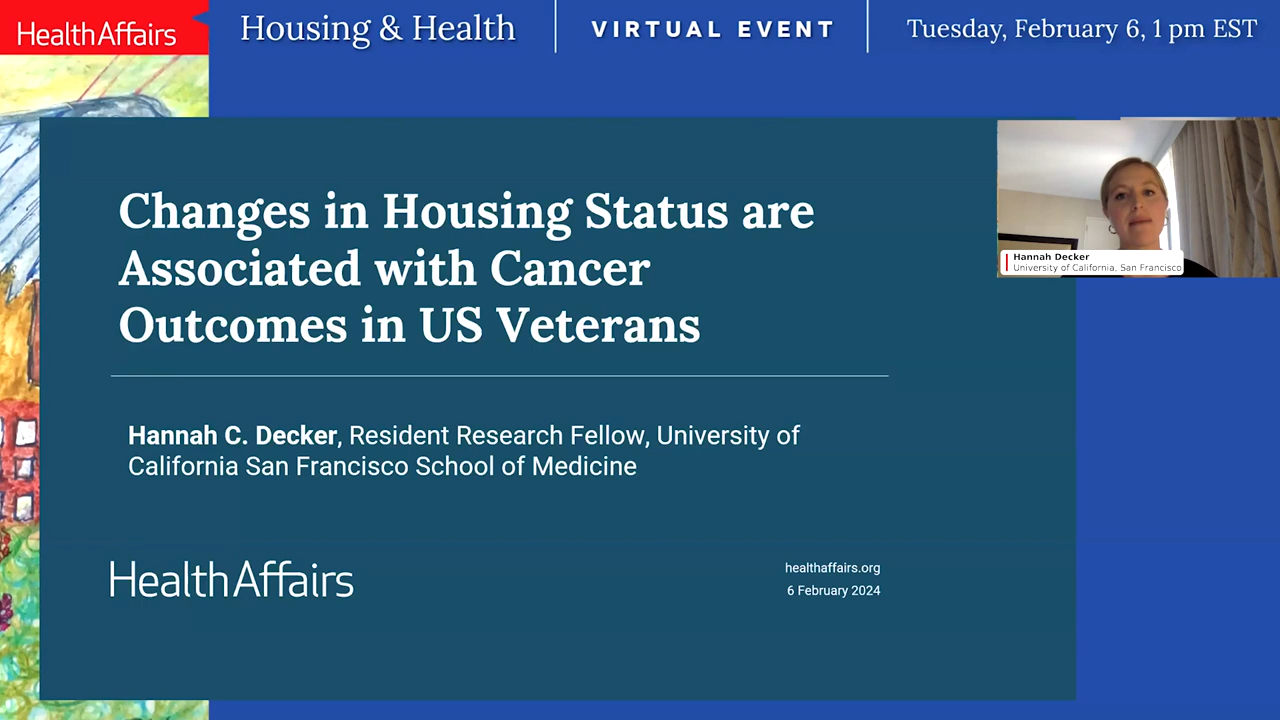 HealthAffairs
Housing & Health
VIRTUAL EVENT
Tuesday, February 6, 1 pm EST
Changes in Housing Status are
Associated with Cancer
Outcomes in US Veterans
Hannah C. Decker, Resident Research Fellow, University of
California San Francisco School of Medicine
HealthAffairs
healthaffairs.org
6 February 2024
Hannah Decker
University of California, San Francisco